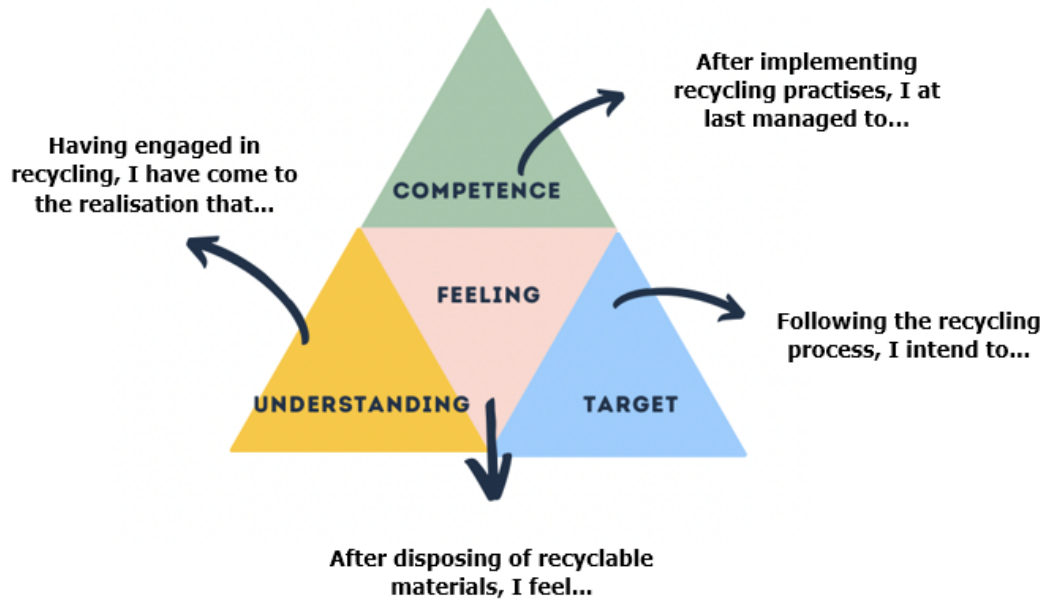 After implementing
recycling practises, I at
last managed to...
Having engaged in
recycling, I have come to
the realisation that...
COMPETENCE
FEELING
Following the recycling
process, I intend to...
UNDERSTANDING
TARGET
After disposing of recyclable
materials, I feel...